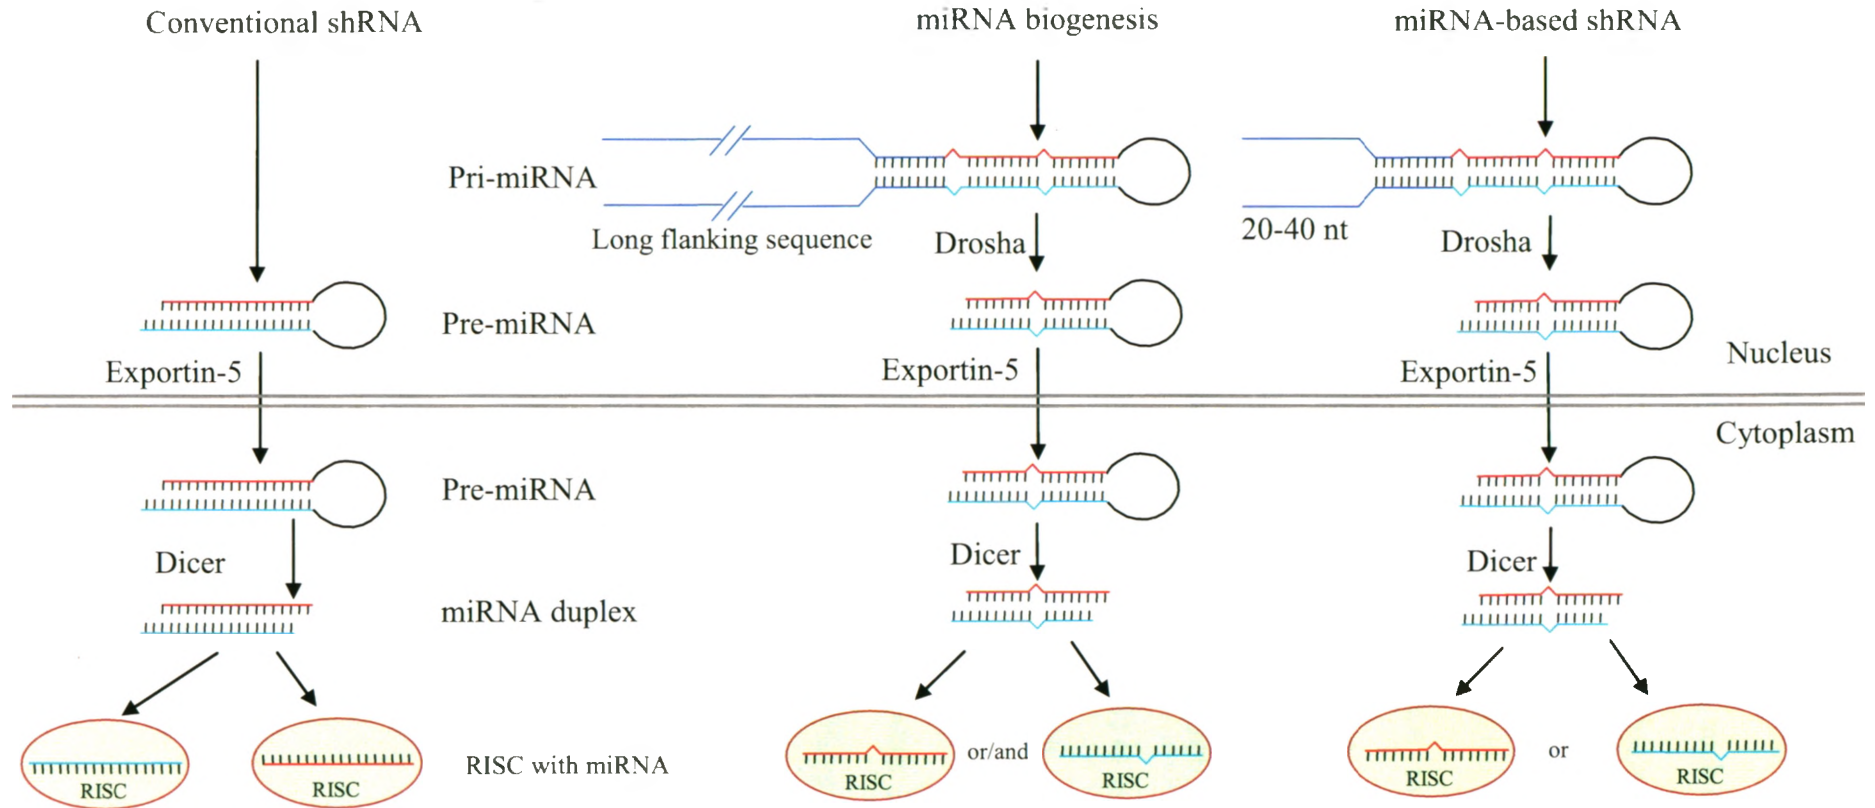 Conventional shRNA
miRNA biogenesis
miRNA-based shRNA
Pri-miRNA
Long flanking sequence
Drosha
20-40 nt
Drosha
Pre-miRNA
Nucleus
Exportin-5
Exportin-5
Exportin-5
Cytoplasm
Pre-miRNA
Dicer
Dicer
Dicer
miRNA duplex
RISC
RISC
RISC with miRNA
RISC
or/and
RISC
RISC
or
RISC